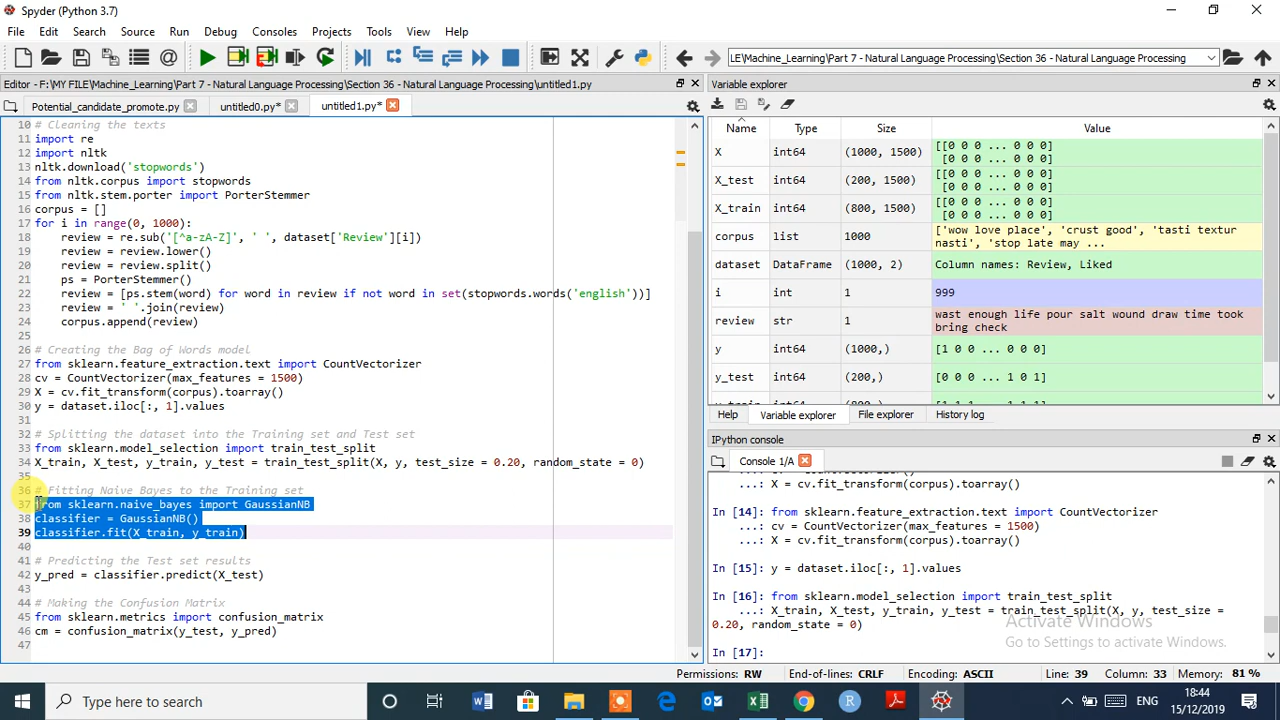 Spyder (Python 3.7)
File Edit Search Source Run Debug Consoles Projects Tools View Help
LE\Machine_Learning\Part 7 - Natural Language Processing\Section 36 - Natural Language Processing
Editor - F:\MY FILE\Machine_Learning\Part 7 - Natural Language Processing\Section 36 - Natural Language Processing\untitled1.py
Potential_candidate_promote.py untitled0.py* untitled1.py*
10 # Cleaning the texts
11 import re
12 import nltk
13 nltk.download('stopwords')
14 from nltk.corpus import stopwords
15 from nltk.stem.porter import PorterStemmer
16 corpus = []
17 for i in range(0, 1000):
18 review = re.sub('[^a-zA-Z]', ' ', dataset['Review'][i])
19 review = review.lower()
20 review = review.split()
21 ps = PorterStemmer()
22 review = [ps.stem(word) for word in review if not word in set(stopwords.words('english'))]
23 review = ' '.join(review)
24 corpus.append(review)
25
26 # Creating the Bag of Words model
27 from sklearn.feature_extraction.text import CountVectorizer
28 cv = CountVectorizer(max_features = 1500)
29 X = cv.fit_transform(corpus).toarray()
30 y = dataset.iloc[:, 1].values
31
32 # Splitting the dataset into the Training set and Test set
33 from sklearn.model_selection import train_test_split
34 X_train, X_test, y_train, y_test = train_test_split(X, y, test_size = 0.20, random_state = 0)
35
36 # Fitting Naive Bayes to the Training set
37 from sklearn.naive_bayes import GaussianNB
38 classifier = GaussianNB()
39 classifier.fit(X_train, y_train)
40
41 # Predicting the Test set results
42 y_pred = classifier.predict(X_test)
43
44 # Making the Confusion Matrix
45 from sklearn.metrics import confusion_matrix
46 cm = confusion_matrix(y_test, y_pred)
47
Variable explorer
Name Type Size Value
X int64 (1000, 1500) [[0 0 0 ... 0 0 0]
[0 0 0 ... 0 0 0]
X_test int64 (200, 1500) [[0 0 0 ... 0 0 0]
[0 0 0 ... 0 0 0]
X_train int64 (800, 1500) [[0 0 0 ... 0 0 0]
[0 0 0 ... 0 0 0]
corpus list 1000 ['wow love place', 'crust good', 'tasti textur
nasti', 'stop late may ...
dataset DataFrame (1000, 2) Column names: Review, Liked
i int 1 999
review str 1 wast enough life pour salt wound draw time took
bring check
y int64 (1000,) [1 0 0 ... 0 0 0]
y_test int64 (200,) [0 0 0 ... 1 0 1]
y_train int64 (800,) [1 1 1 ... 1 1 1]
Help Variable explorer File explorer History log
IPython console
Console 1/A
...: cv = CountVectorizer(max_features = 1500)
...: X = cv.fit_transform(corpus).toarray()
In [14]: from sklearn.feature_extraction.text import CountVectorizer
...: cv = CountVectorizer(max_features = 1500)
...: X = cv.fit_transform(corpus).toarray()
In [15]: y = dataset.iloc[:, 1].values
In [16]: from sklearn.model_selection import train_test_split
...: X_train, X_test, y_train, y_test = train_test_split(X, y, test_size =
0.20, random_state = 0)
In [17]:
Activate Windows
Go to Settings to activate Windows.
Permissions: RW End-of-lines: CRLF Encoding: ASCII Line: 39 Column: 33 Memory: 81 %
Type here to search
ENG
18:44
15/12/2019